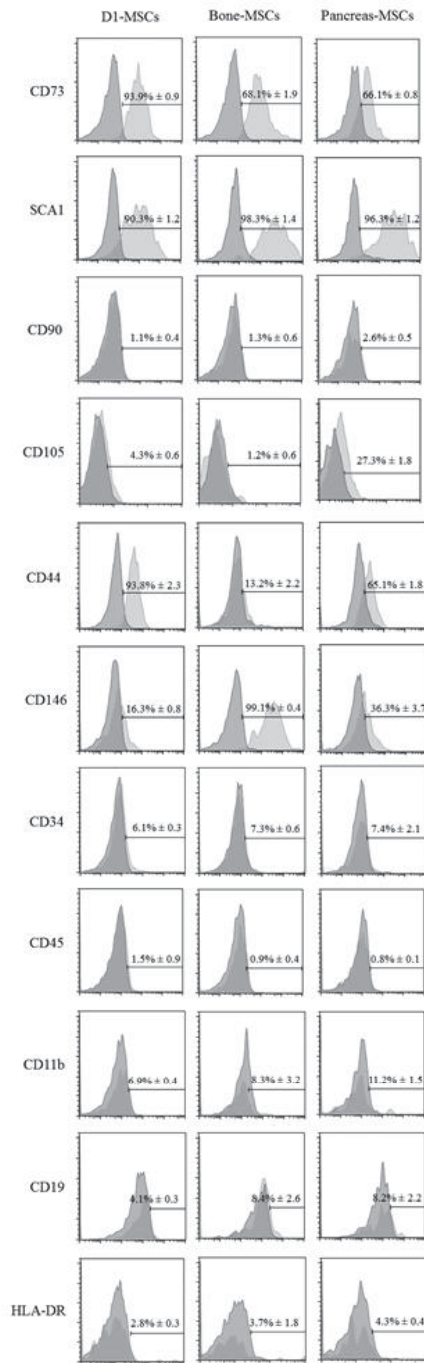 D1-MSCs Bone-MSCs Pancreas-MSCs
CD73 93.9% ± 0.9 68.1% ± 1.9 66.1% ± 0.8
SCA1 90.3% ± 1.2 98.3% ± 1.4 96.3% ± 1.2
CD90 1.1% ± 0.4 1.3% ± 0.6 2.6% ± 0.5
CD105 4.3% ± 0.6 1.2% ± 0.6 27.3% ± 1.8
CD44 93.8% ± 2.3 13.2% ± 2.2 65.1% ± 1.8
CD146 16.3% ± 0.8 99.1% ± 0.4 36.3% ± 3.7
CD34 6.1% ± 0.3 7.3% ± 0.6 7.4% ± 2.1
CD45 1.5% ± 0.9 0.9% ± 0.4 0.8% ± 0.1
CD11b 6.9% ± 0.4 8.3% ± 3.2 11.2% ± 1.5
CD19 4.1% ± 0.3 8.4% ± 2.6 8.2% ± 2.2
HLA-DR 2.8% ± 0.3 3.7% ± 1.8 4.3% ± 0.4